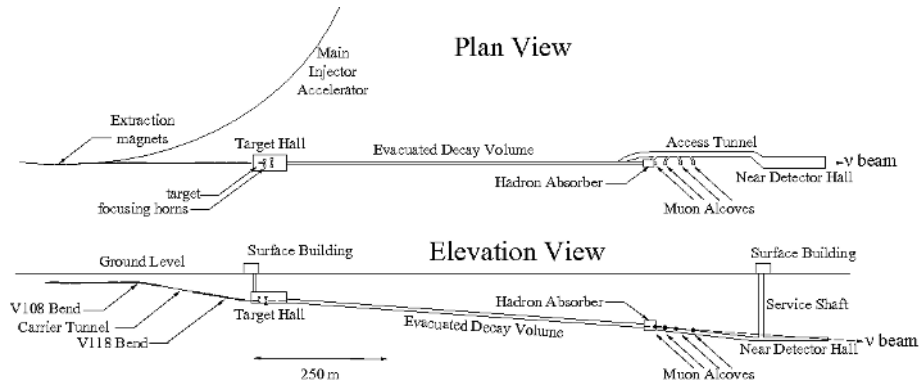 Plan View
Main
Injector
Accelerator
Extraction
magnets
Target Hall
Evacuated Decay Volume
Access Tunnel
ν beam
Hadron Absorber
Near Detector Hall
target
focusing horns
Muon Alcoves
Elevation View
Surface Building
Surface Building
Ground Level
V108 Bend
Carrier Tunnel
V118 Bend
Target Hall
Hadron Absorber
Service Shaft
Evacuated Decay Volume
ν beam
Near Detector Hall
Muon Alcoves
250 m